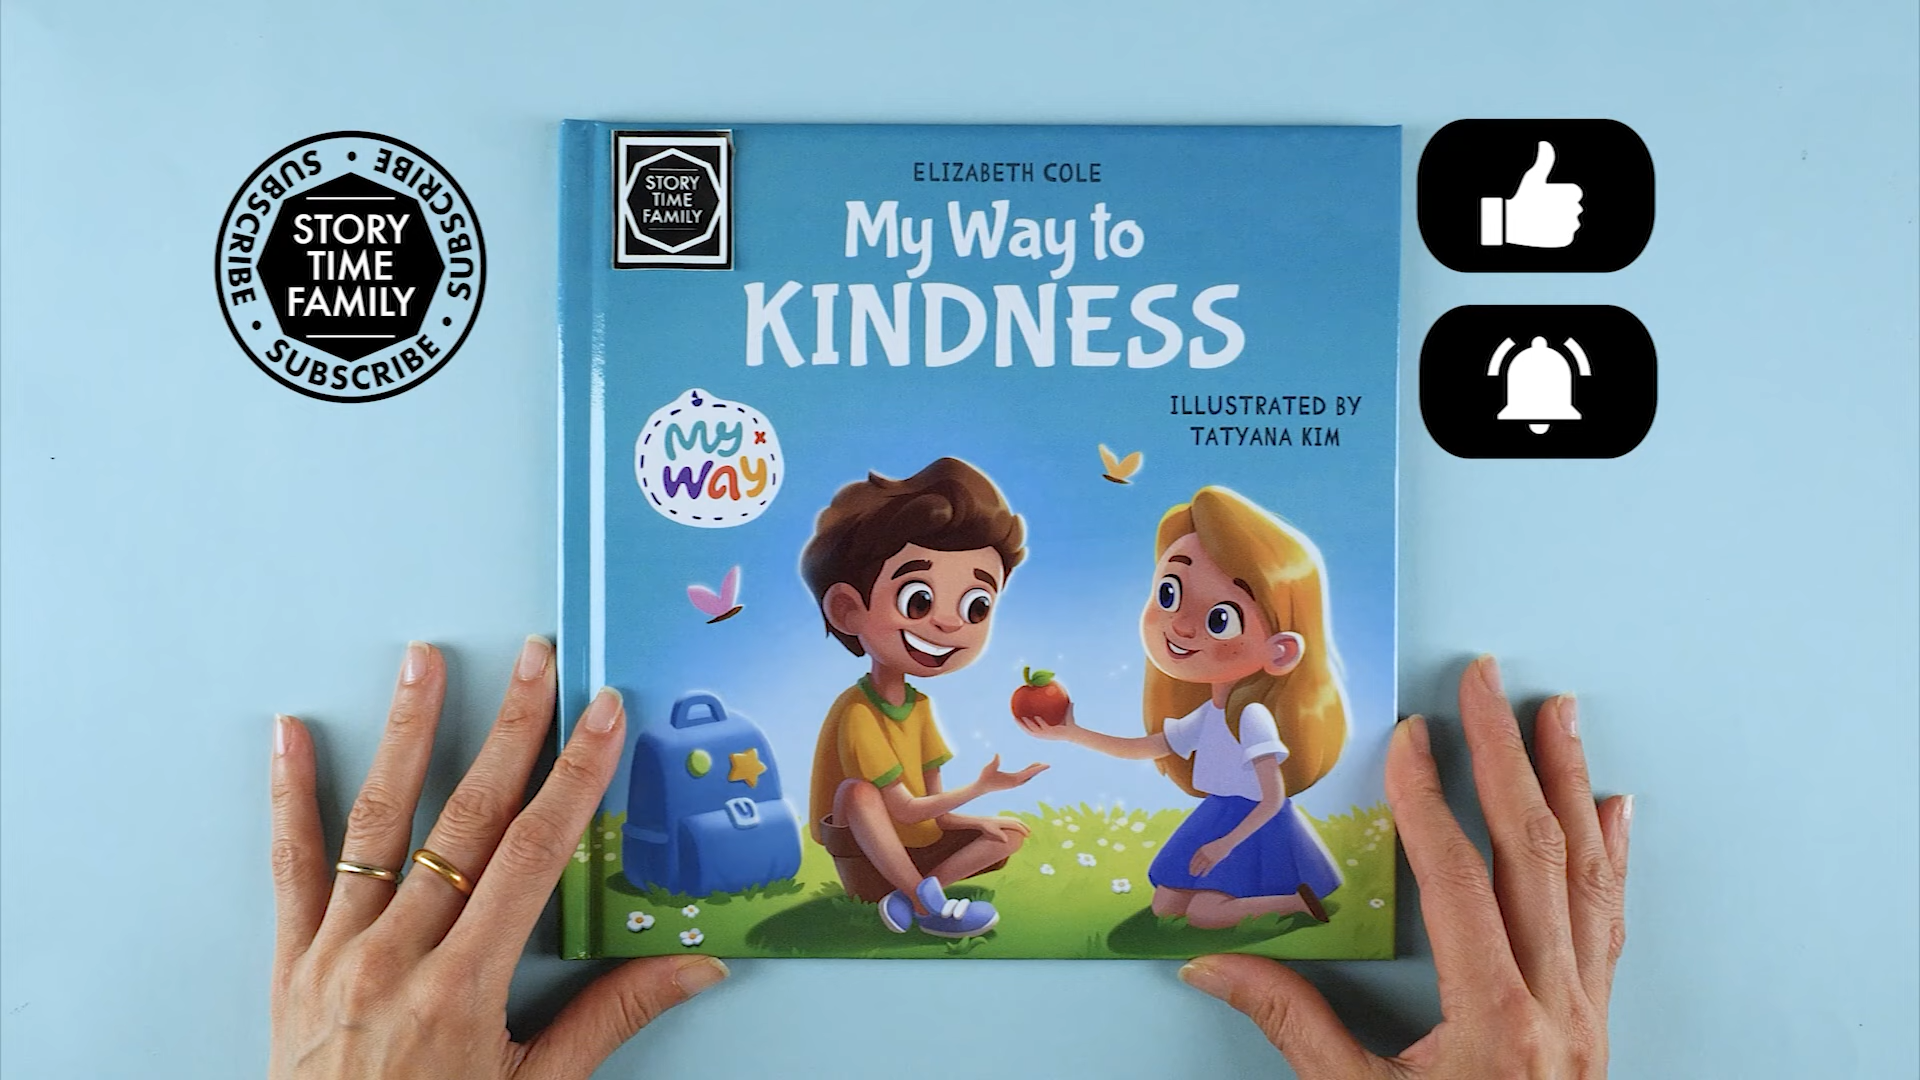 SUBSCRIBE • SUBSCRIBE • SUBSCRIBE • SUBSCRIBE •
STORY
TIME
FAMILY
STORY
TIME
FAMILY
ELIZABETH COLE
My Way to
KINDNESS
ILLUSTRATED BY
TATYANA KIM
My
way